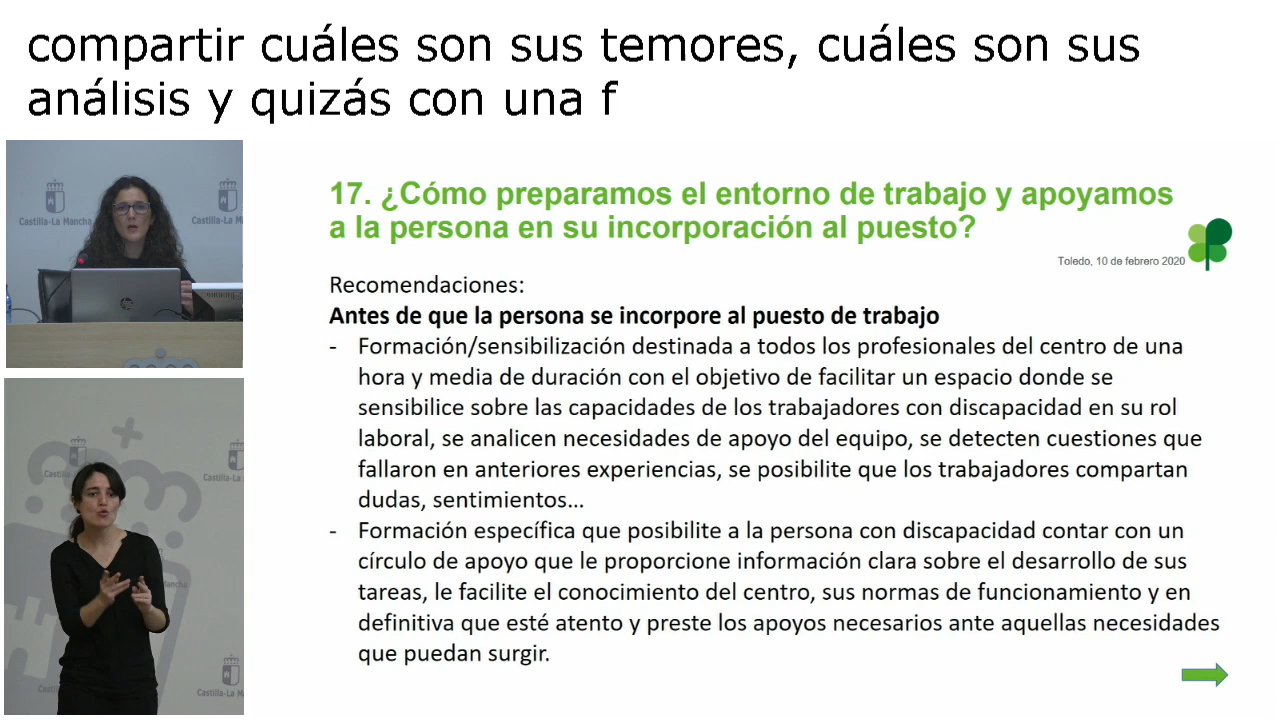 compartir cuáles son sus temores, cuáles son sus
análisis y quizás con una f
Castilla-La Mancha
Castilla-La Ma
17. ¿Cómo preparamos el entorno de trabajo y apoyamos
a la persona en su incorporación al puesto?
Toledo, 10 de febrero 2020
Recomendaciones:
Antes de que la persona se incorpore al puesto de trabajo
- Formación/sensibilización destinada a todos los profesionales del centro de una
hora y media de duración con el objetivo de facilitar un espacio donde se
sensibilice sobre las capacidades de los trabajadores con discapacidad en su rol
laboral, se analicen necesidades de apoyo del equipo, se detecten cuestiones que
fallaron en anteriores experiencias, se posibilite que los trabajadores compartan
dudas, sentimientos...
- Formación específica que posibilite a la persona con discapacidad contar con un
círculo de apoyo que le proporcione información clara sobre el desarrollo de sus
tareas, le facilite el conocimiento del centro, sus normas de funcionamiento y en
definitiva que esté atento y preste los apoyos necesarios ante aquellas necesidades
que puedan surgir.
Castilla-La Ma